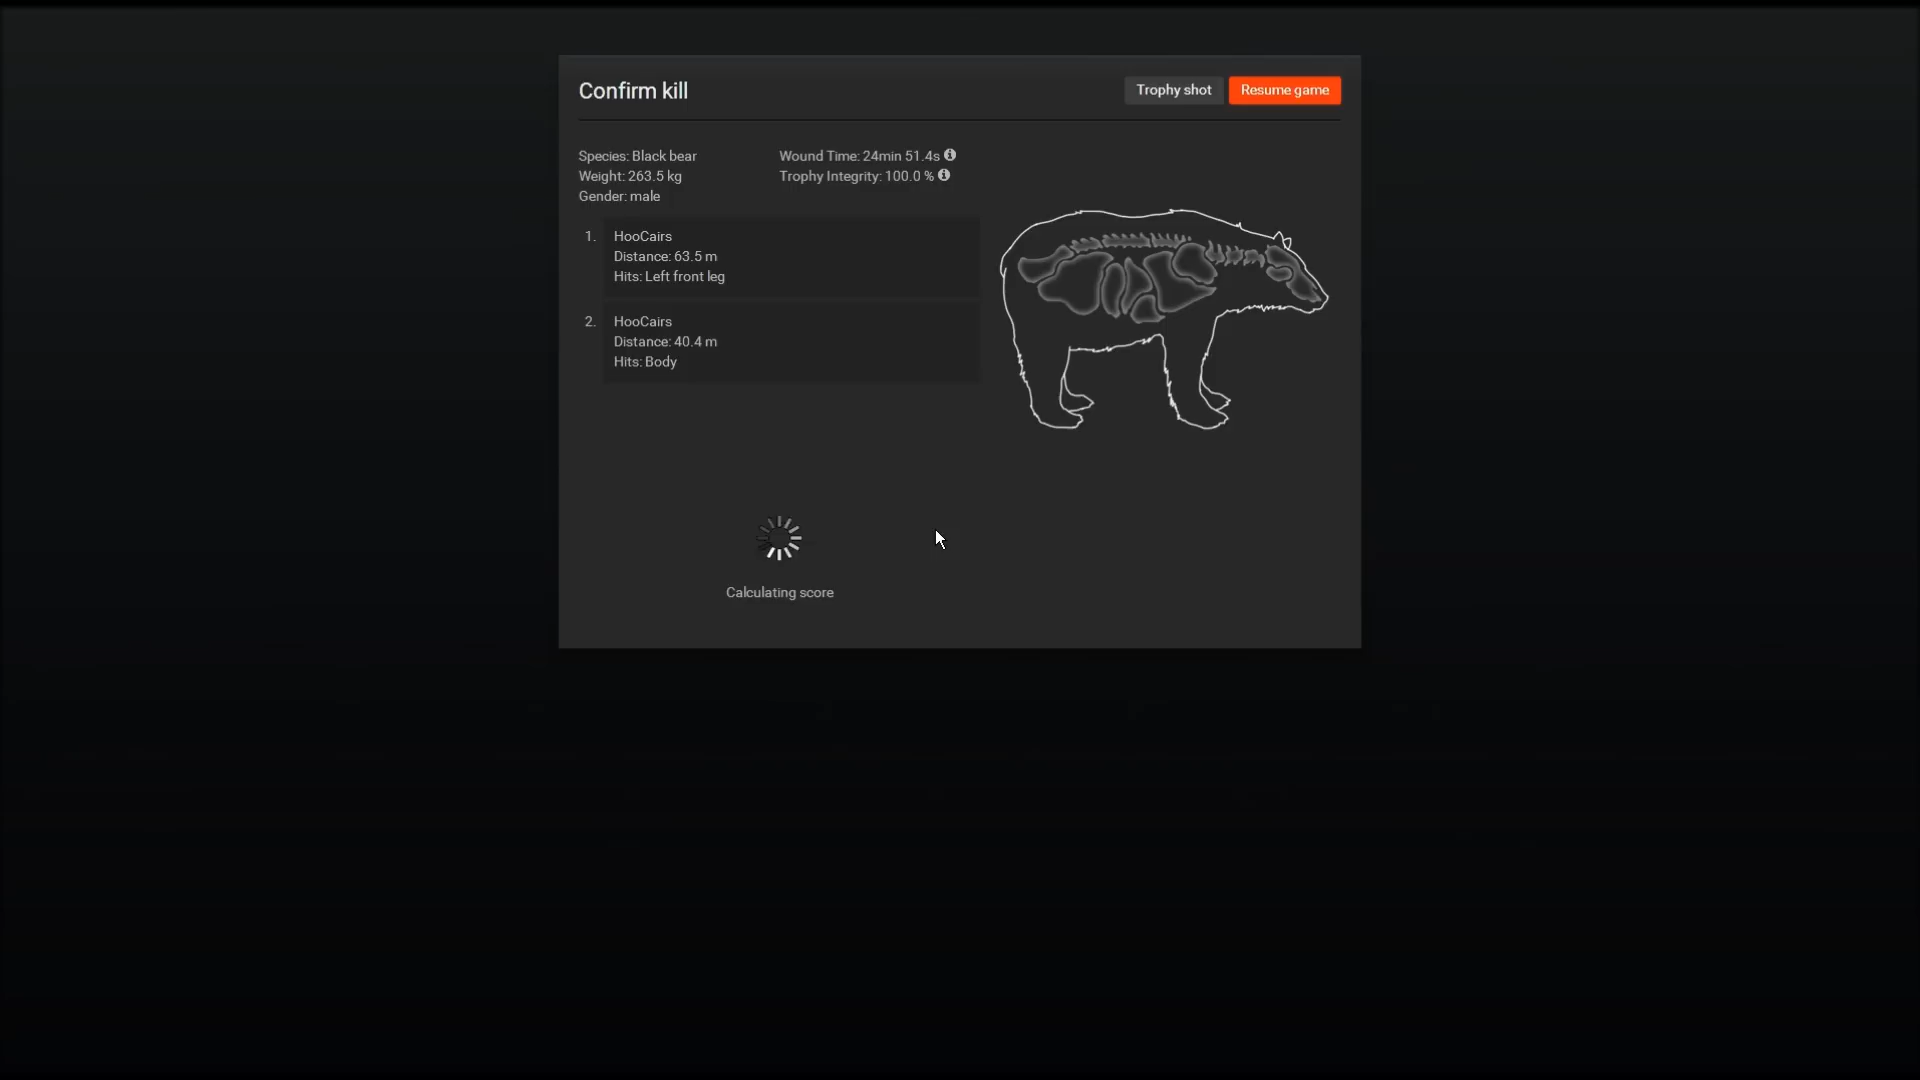 Confirm kill
Trophy shot
Resume game
Species: Black bear
Weight: 263.5 kg
Gender: male
Wound Time: 24min 51.4s
Trophy Integrity: 100.0 %
1.
HooCairs
Distance: 63.5 m
Hits: Left front leg
2.
HooCairs
Distance: 40.4 m
Hits: Body
Calculating score